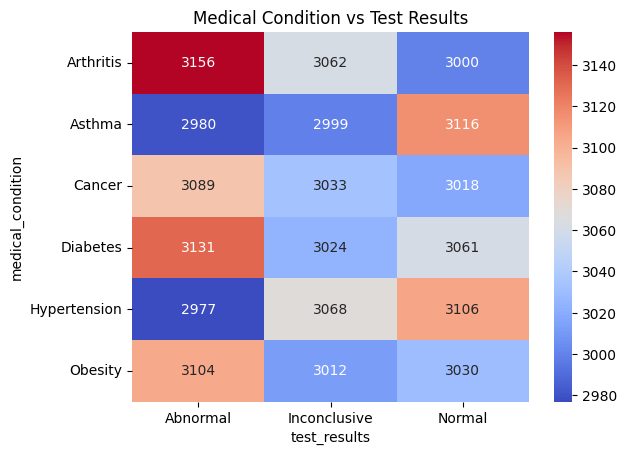 Medical Condition vs Test Results
medical_condition
Arthritis 3156 3062 3000
Asthma 2980 2999 3116
Cancer 3089 3033 3018
Diabetes 3131 3024 3061
Hypertension 2977 3068 3106
Obesity 3104 3012 3030
Abnormal Inconclusive Normal
test_results
3140
3120
3100
3080
3060
3040
3020
3000
2980